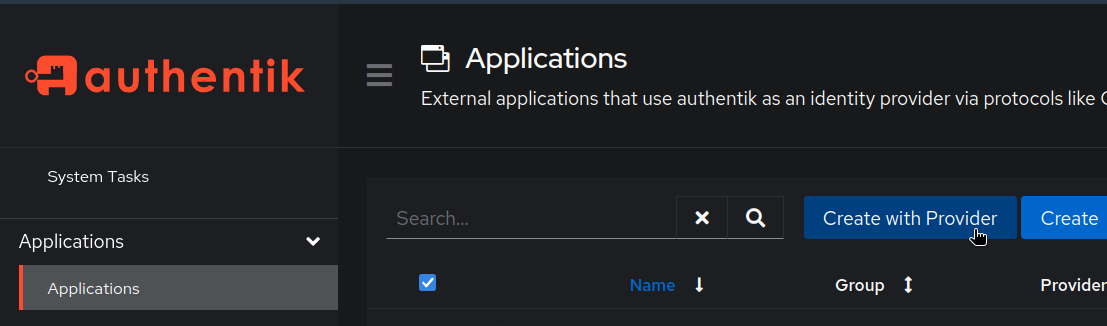 authentik
Applications
External applications that use authentik as an identity provider via protocols like
System Tasks
Search...
Create with Provider
Create
Applications
Applications
Name
Group
Provider